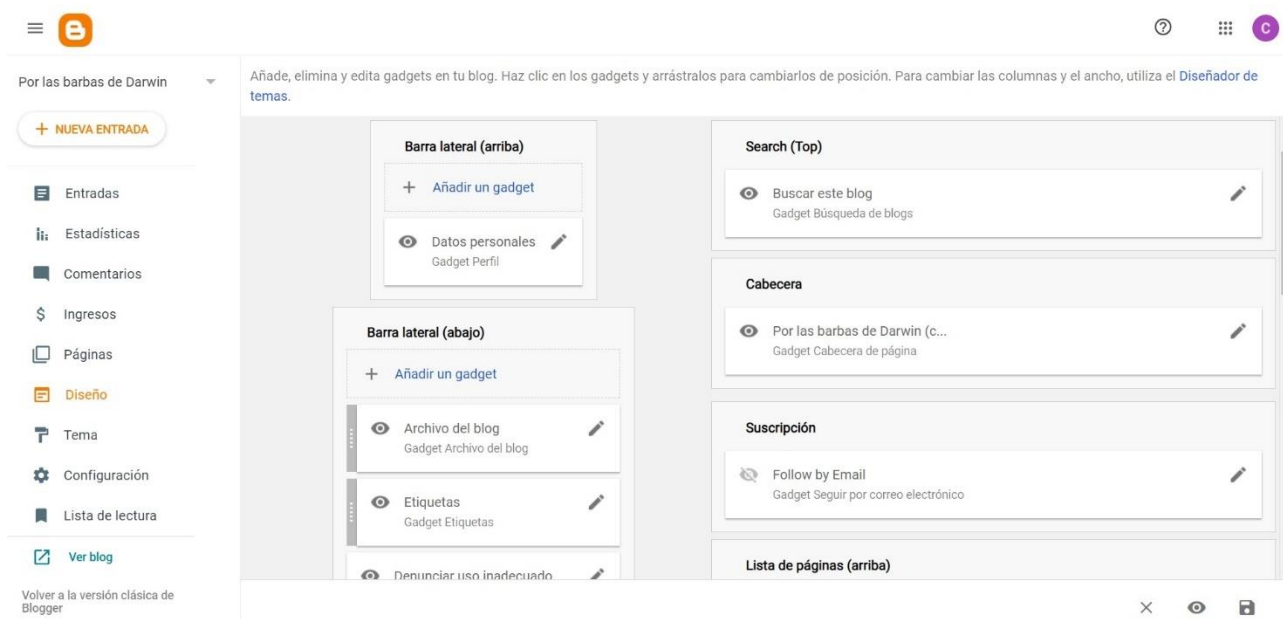 Por las barbas de Darwin
NUEVA ENTRADA
Entradas
Estadísticas
Comentarios
Ingresos
Páginas
Diseño
Tema
Configuración
Lista de lectura
Ver blog
Volver a la versión clásica de
Blogger
C
Añade, elimina y edita gadgets en tu blog. Haz clic en los gadgets y arrástralos para cambiarlos de posición. Para cambiar las columnas y el ancho, utiliza el Diseñador de
temas.
Barra lateral (arriba)
Añadir un gadget
Datos personales
Gadget Perfil
Barra lateral (abajo)
Añadir un gadget
Archivo del blog
Gadget Archivo del blog
Etiquetas
Gadget Etiquetas
Denunciar uso inadecuado
Search (Top)
Buscar este blog
Gadget Búsqueda de blogs
Cabecera
Por las barbas de Darwin (c...
Gadget Cabecera de página
Suscripción
Follow by Email
Gadget Seguir por correo electrónico
Lista de páginas (arriba)